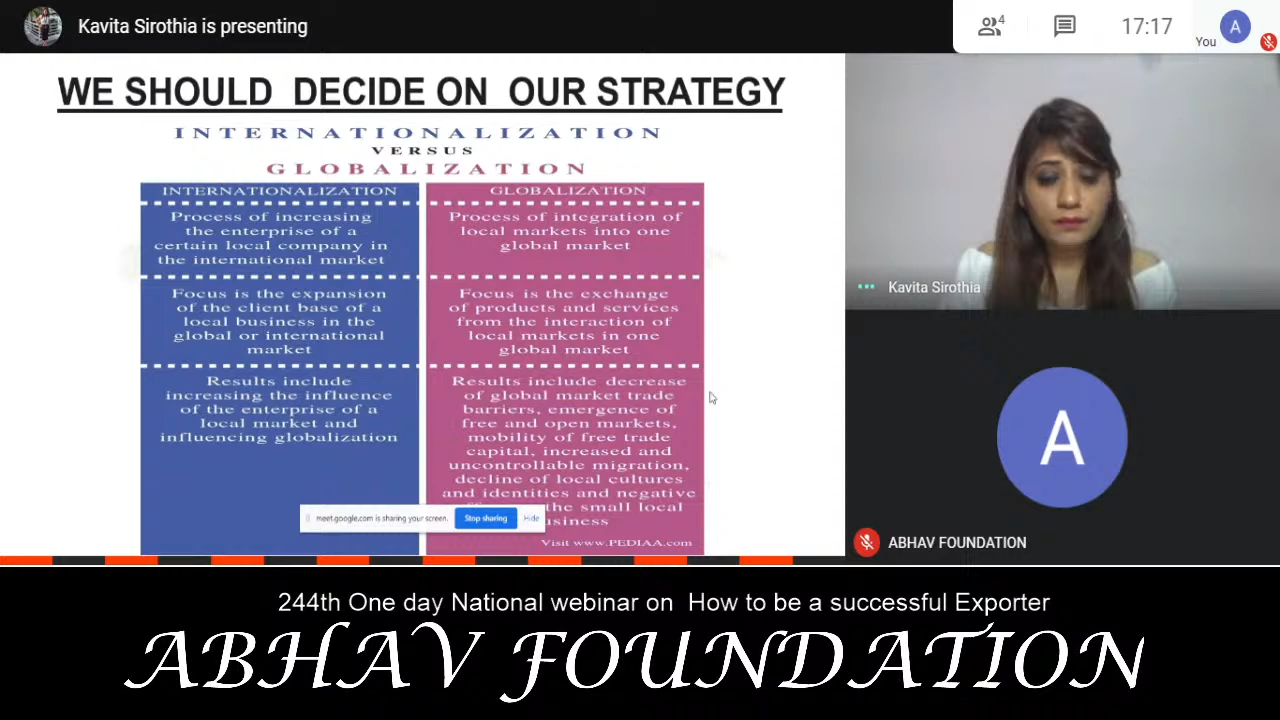 Kavita Sirothia is presenting
4
17:17
You
A
WE SHOULD DECIDE ON OUR STRATEGY
INTERNATIONALIZATION
VERSUS
GLOBALIZATION
INTERNATIONALIZATION
Process of increasing
the enterprise of a
certain local company in
the international market
Focus is the expansion
of the client base of a
local business in the
global or international
market
Results include
increasing the influence
of the enterprise of a
local market and
influencing globalization
GLOBALIZATION
Process of integration of
local markets into one
global market
Focus is the exchange
of products and services
from the interaction of
local markets in one
global market
Results include decrease
of global market trade
barriers, emergence of
free and open markets,
mobility of free trade
capital, increased and
uncontrollable migration,
decline of local cultures
and identities and negative
the small local
Visit www.PEDIAA.com
meet.google.com is sharing your screen.
Stop sharing
Hide
Kavita Sirothia
A
ABHAV FOUNDATION
244th One day National webinar on How to be a successful Exporter
ABHAV FOUNDATION